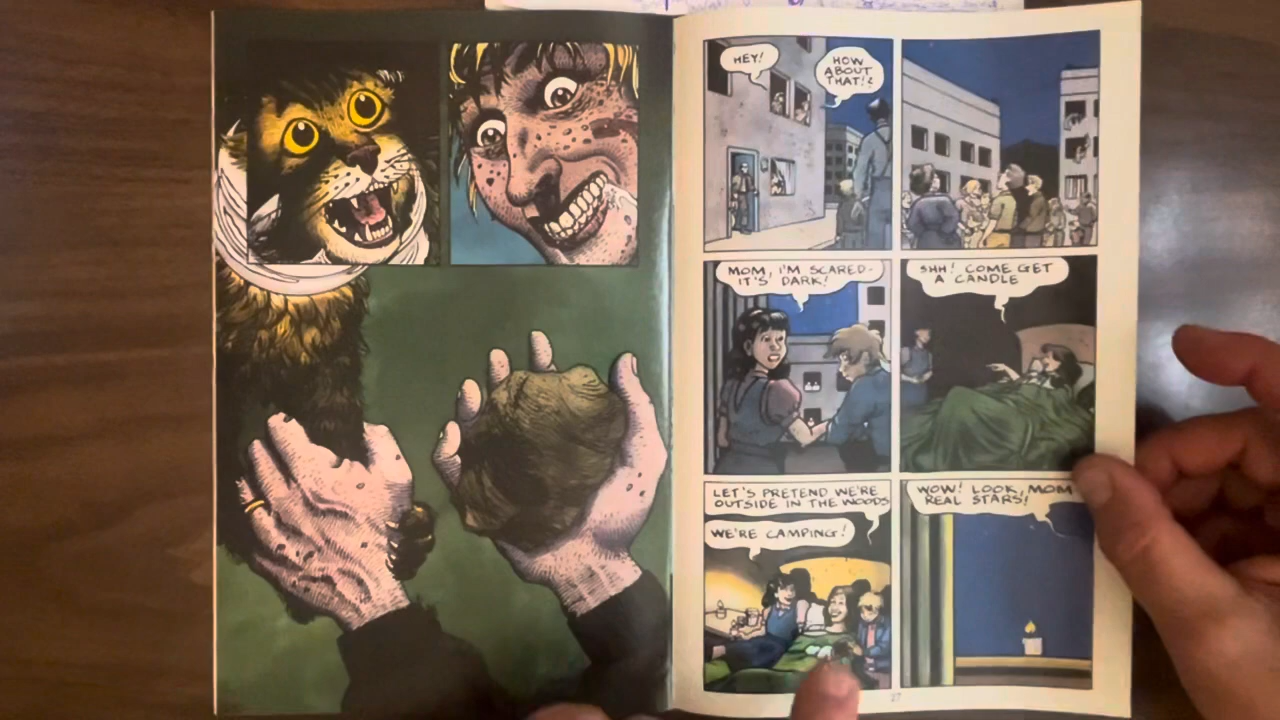 HEY!
HOW
ABOUT
THAT!?
MOM, I'M SCARED-
IT'S DARK!
SHH! COME GET
A CANDLE
LET'S PRETEND WE'RE
OUTSIDE IN THE WOODS
WE'RE CAMPING!
WOW! LOOK, MOM
REAL STARS!
27